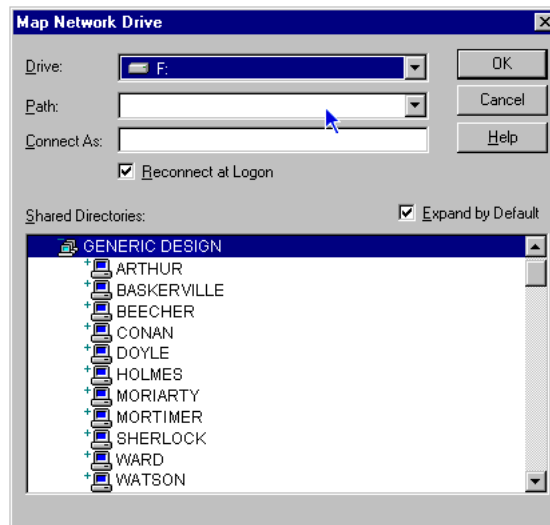 Map Network Drive
Drive: F: OK
Path: Cancel
Connect As: Help
Reconnect at Logon
Shared Directories: Expand by Default
GENERIC DESIGN
ARTHUR
BASKERVILLE
BEECHER
CONAN
DOYLE
HOLMES
MORIARTY
MORTIMER
SHERLOCK
WARD
WATSON